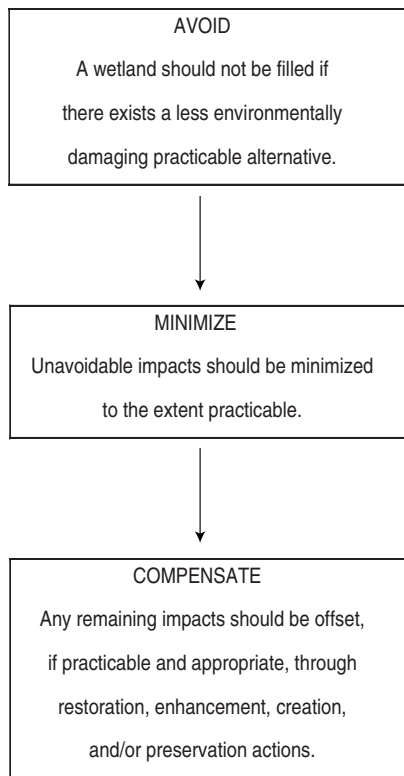 AVOID
A wetland should not be filled if
there exists a less environmentally
damaging practicable alternative.
MINIMIZE
Unavoidable impacts should be minimized
to the extent practicable.
COMPENSATE
Any remaining impacts should be offset,
if practicable and appropriate, through
restoration, enhancement, creation,
and/or preservation actions.